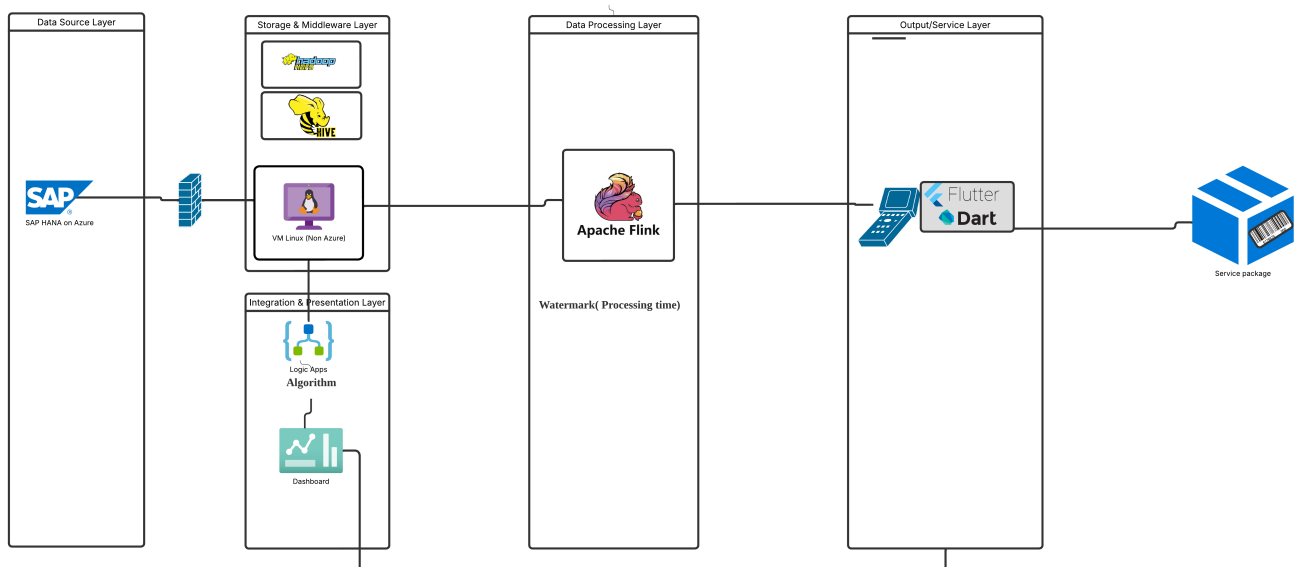 Data Source Layer
SAP
®
SAP HANA on Azure
Storage & Middleware Layer
hadoop
HDFS
HIVE
VM Linux (Non Azure)
Integration & Presentation Layer
Logic Apps
Algorithm
Dashboard
Data Processing Layer
Apache Flink
Watermark( Processing time)
Output/Service Layer
Flutter
Dart
Service package